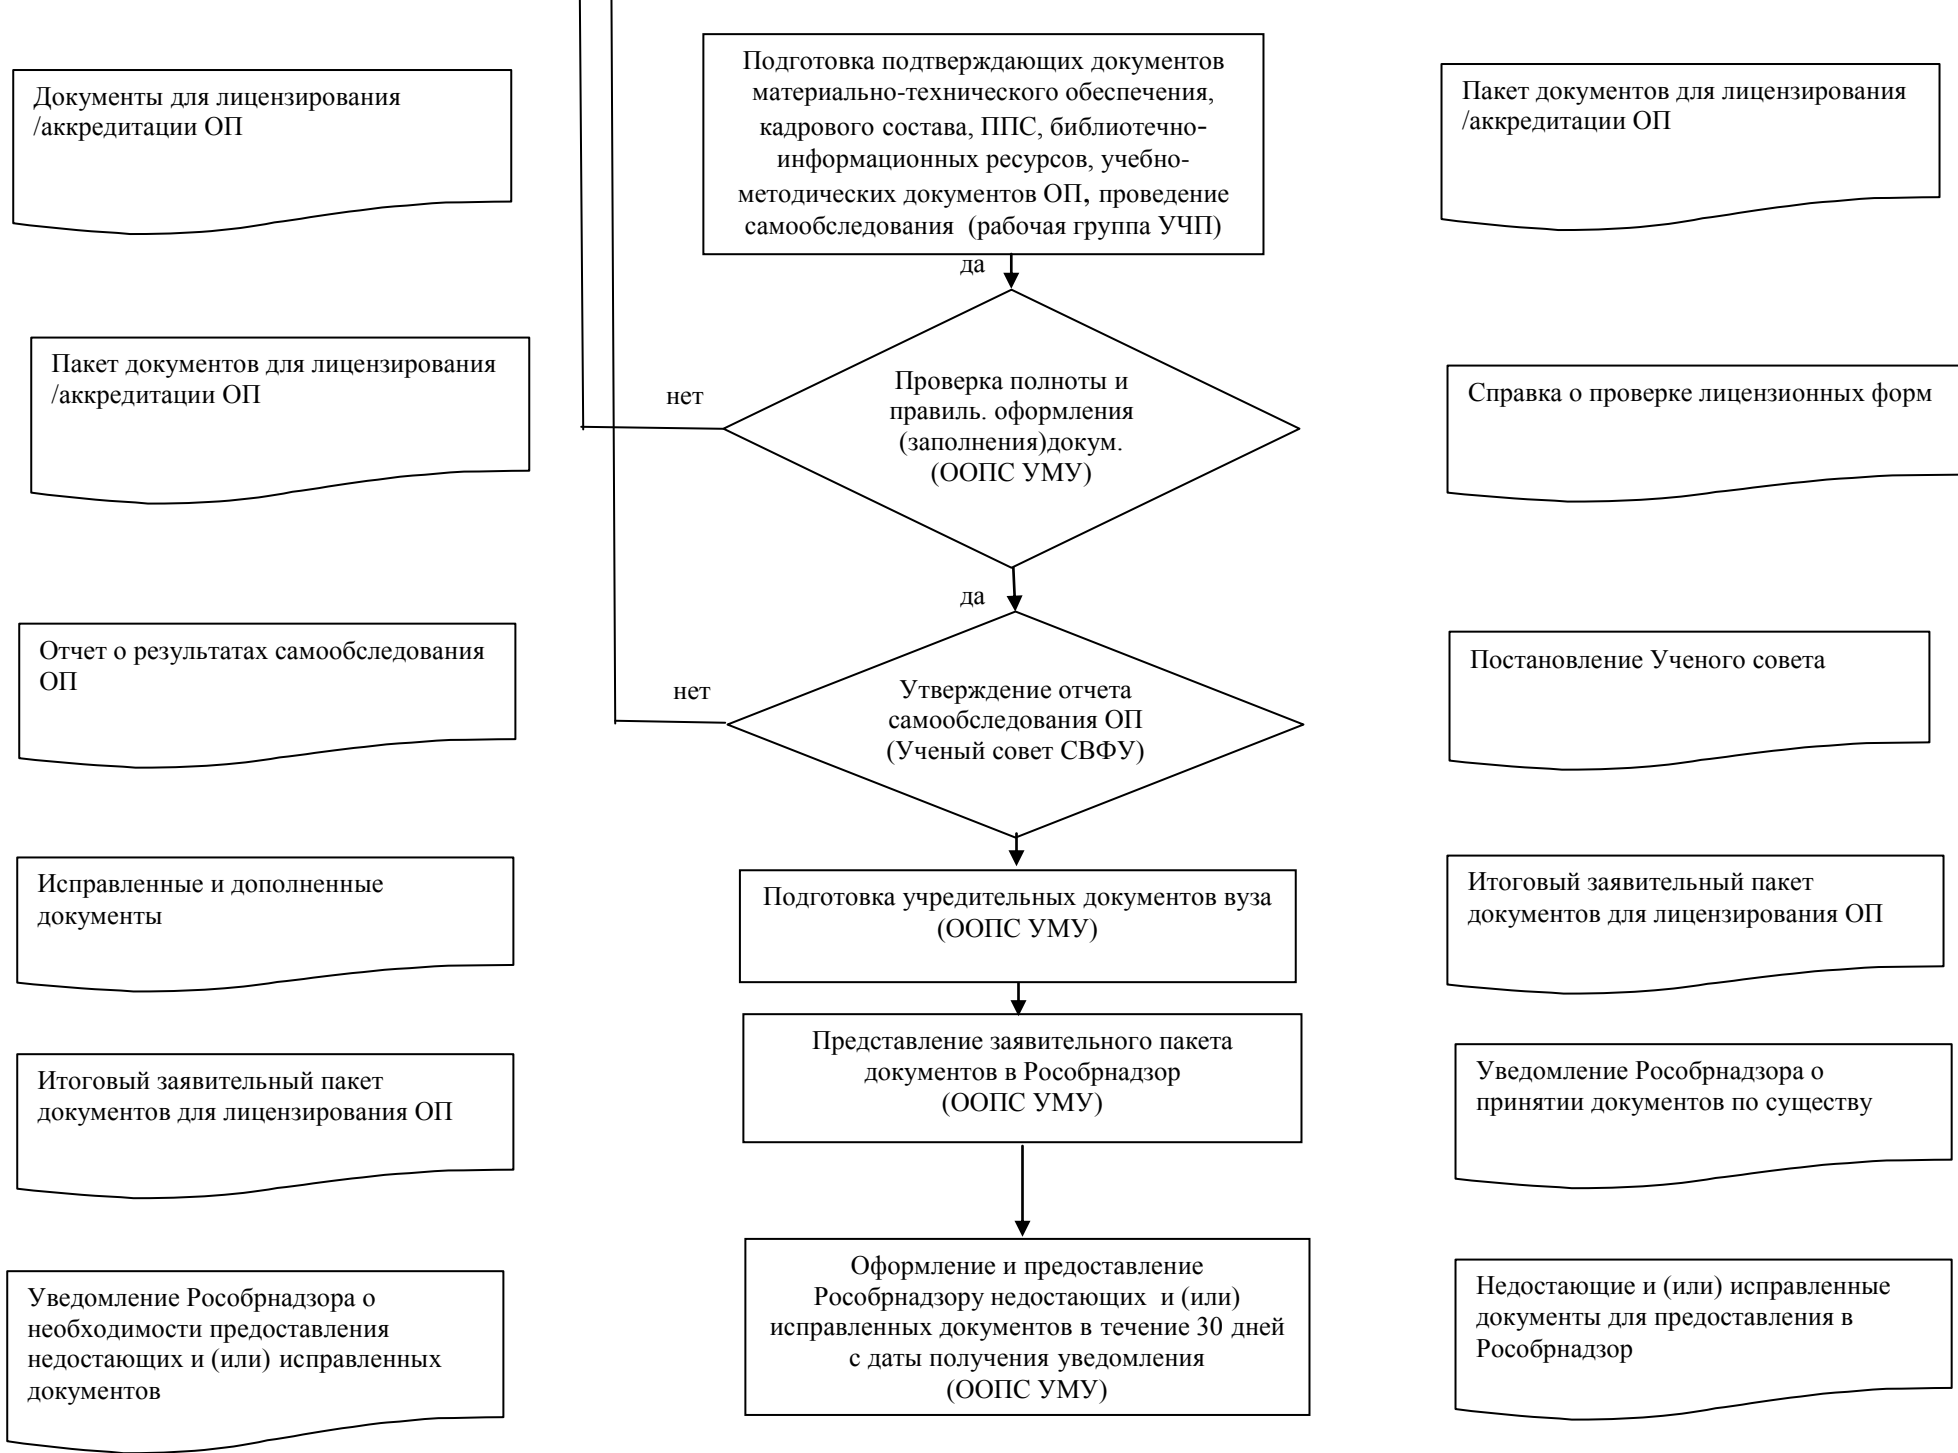 Документы для лицензирования
/аккредитации ОП
Подготовка подтверждающих документов
материально-технического обеспечения,
кадрового состава, ППС, библиотечно-
информационных ресурсов, учебно-
методических документов ОП, проведение
самообследования (рабочая группа УЧП)
Пакет документов для лицензирования
/аккредитации ОП
да
Пакет документов для лицензирования
/аккредитации ОП
нет
Проверка полноты и
правиль. оформления
(заполнения)докум.
(ООПС УМУ)
Справка о проверке лицензионных форм
да
Отчет о результатах самообследования
ОП
нет
Утверждение отчета
самообследования ОП
(Ученый совет СВФУ)
Постановление Ученого совета
Исправленные и дополненные
документы
Подготовка учредительных документов вуза
(ООПС УМУ)
Итоговый заявительный пакет
документов для лицензирования ОП
Итоговый заявительный пакет
документов для лицензирования ОП
Представление заявительного пакета
документов в Рособрнадзор
(ООПС УМУ)
Уведомление Рособрнадзора о
принятии документов по существу
Уведомление Рособрнадзора о
необходимости предоставления
недостающих и (или) исправленных
документов
Оформление и предоставление
Рособрнадзору недостающих и (или)
исправленных документов в течение 30 дней
с даты получения уведомления
(ООПС УМУ)
Недостающие и (или) исправленные
документы для предоставления в
Рособрнадзор